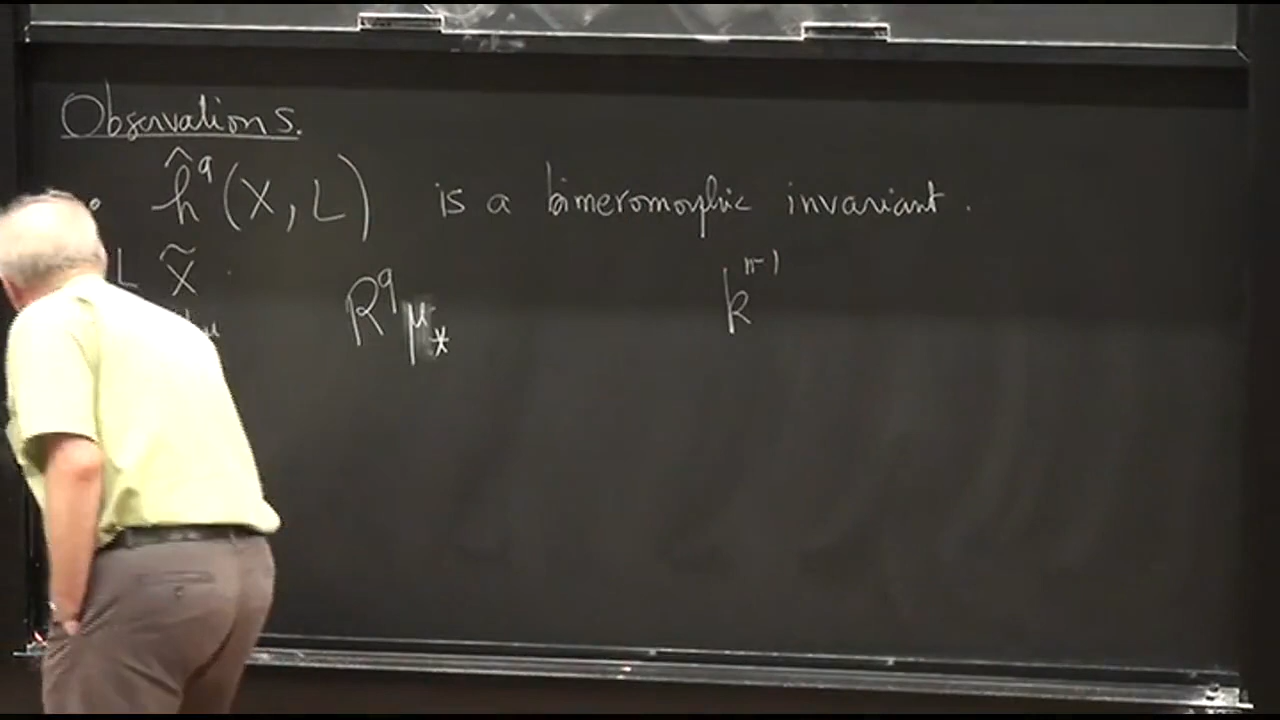 Observations.
• ĥ^q (X, L) is a bimeromorphic invariant.
L X̃ R^q μ_* k^{n-1}
μ